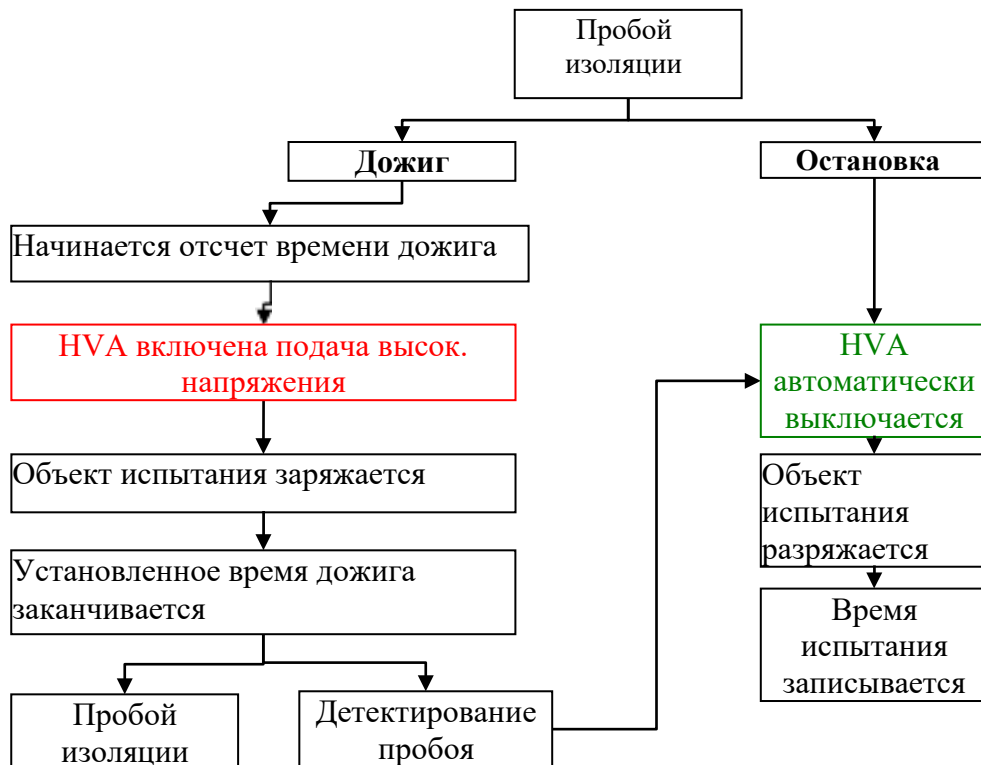 Пробой
изоляции
Дожиг
Остановка
Начинается отсчет времени дожига
HVA включена подача высок.
напряжения
HVA
автоматически
выключается
Объект испытания заряжается
Объект
испытания
разряжается
Установленное время дожига
заканчивается
Время
испытания
записывается
Пробой
изоляции
Детектирование
пробоя